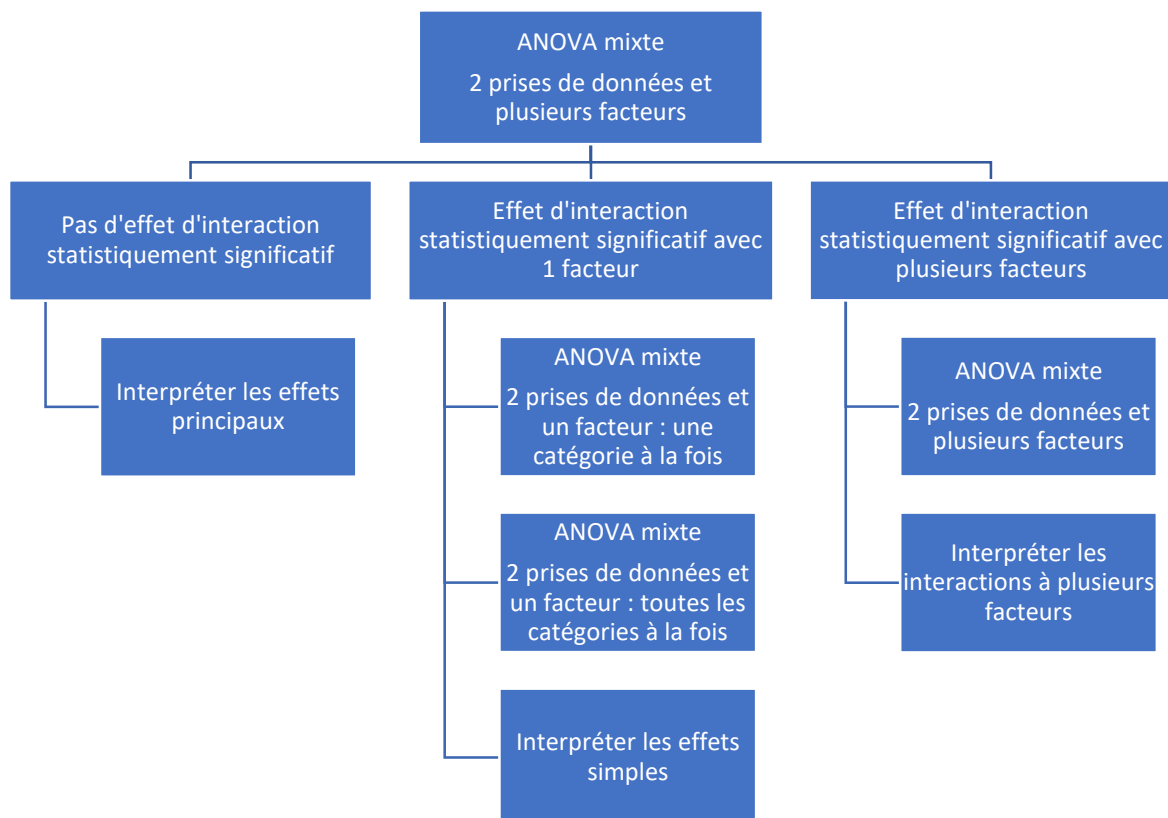 ANOVA mixte
2 prises de données et
plusieurs facteurs
Pas d'effet d'interaction
statistiquement significatif
Interpréter les effets
principaux
Effet d'interaction
statistiquement significatif avec
1 facteur
ANOVA mixte
2 prises de données et
un facteur : une
catégorie à la fois
ANOVA mixte
2 prises de données et
un facteur : toutes les
catégories à la fois
Interpréter les effets
simples
Effet d'interaction
statistiquement significatif avec
plusieurs facteurs
ANOVA mixte
2 prises de données et
plusieurs facteurs
Interpréter les
interactions à plusieurs
facteurs